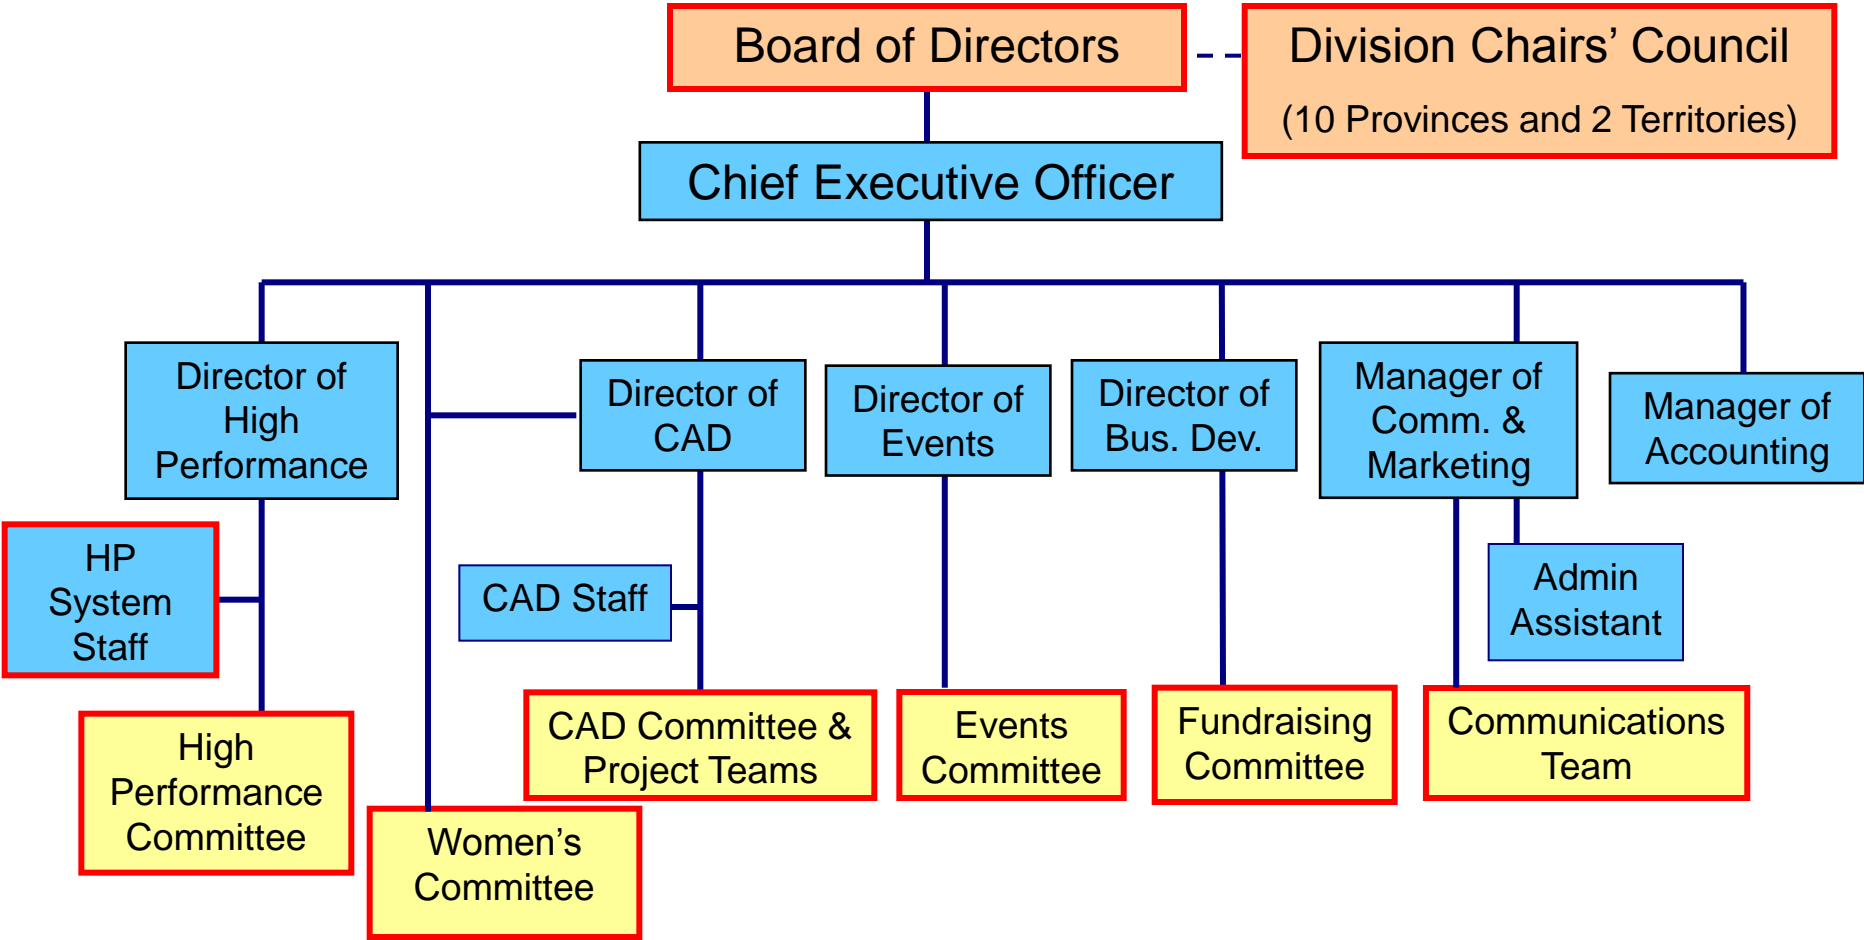 Board of Directors
Division Chairs’ Council
(10 Provinces and 2 Territories)
Chief Executive Officer
Director of
High
Performance
Director of
CAD
Director of
Events
Director of
Bus. Dev.
Manager of
Comm. &
Marketing
Manager of
Accounting
HP
System
Staff
CAD Staff
Admin
Assistant
High
Performance
Committee
Women’s
Committee
CAD Committee &
Project Teams
Events
Committee
Fundraising
Committee
Communications
Team